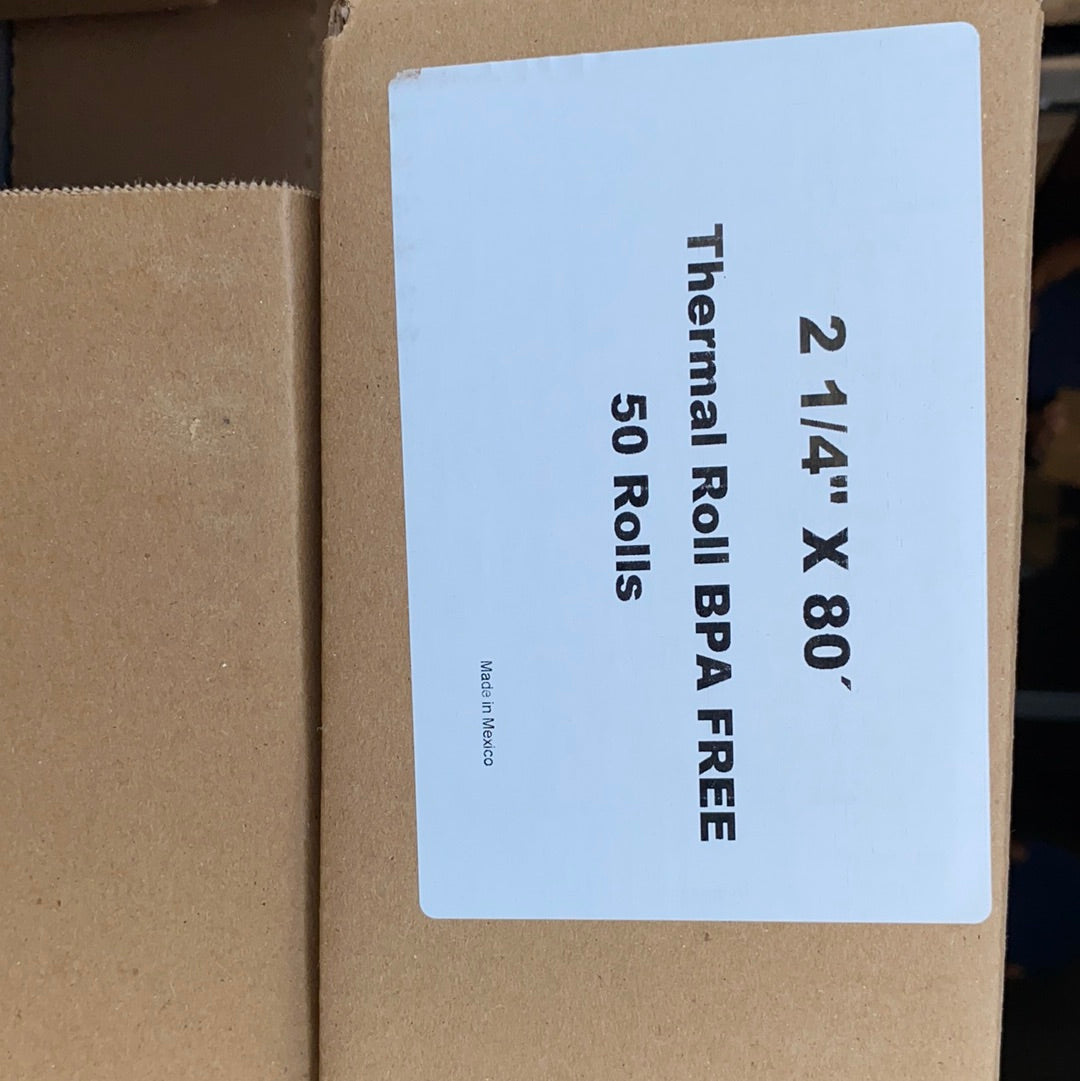 2 1/4" X 80´
Thermal Roll BPA FREE
50 Rolls
Made in Mexico